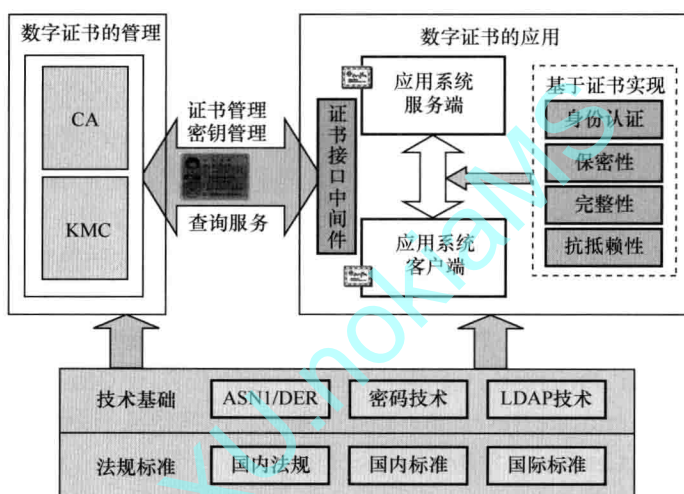 数字证书的管理
CA
KMC
证书管理
密钥管理
查询服务
数字证书的应用
证书接口中间件
应用系统
服务端
应用系统
客户端
基于证书实现
身份认证
保密性
完整性
抗抵赖性
技术基础
ASN1/DER
密码技术
LDAP技术
法规标准
国内法规
国内标准
国际标准
XU.nokiaMS